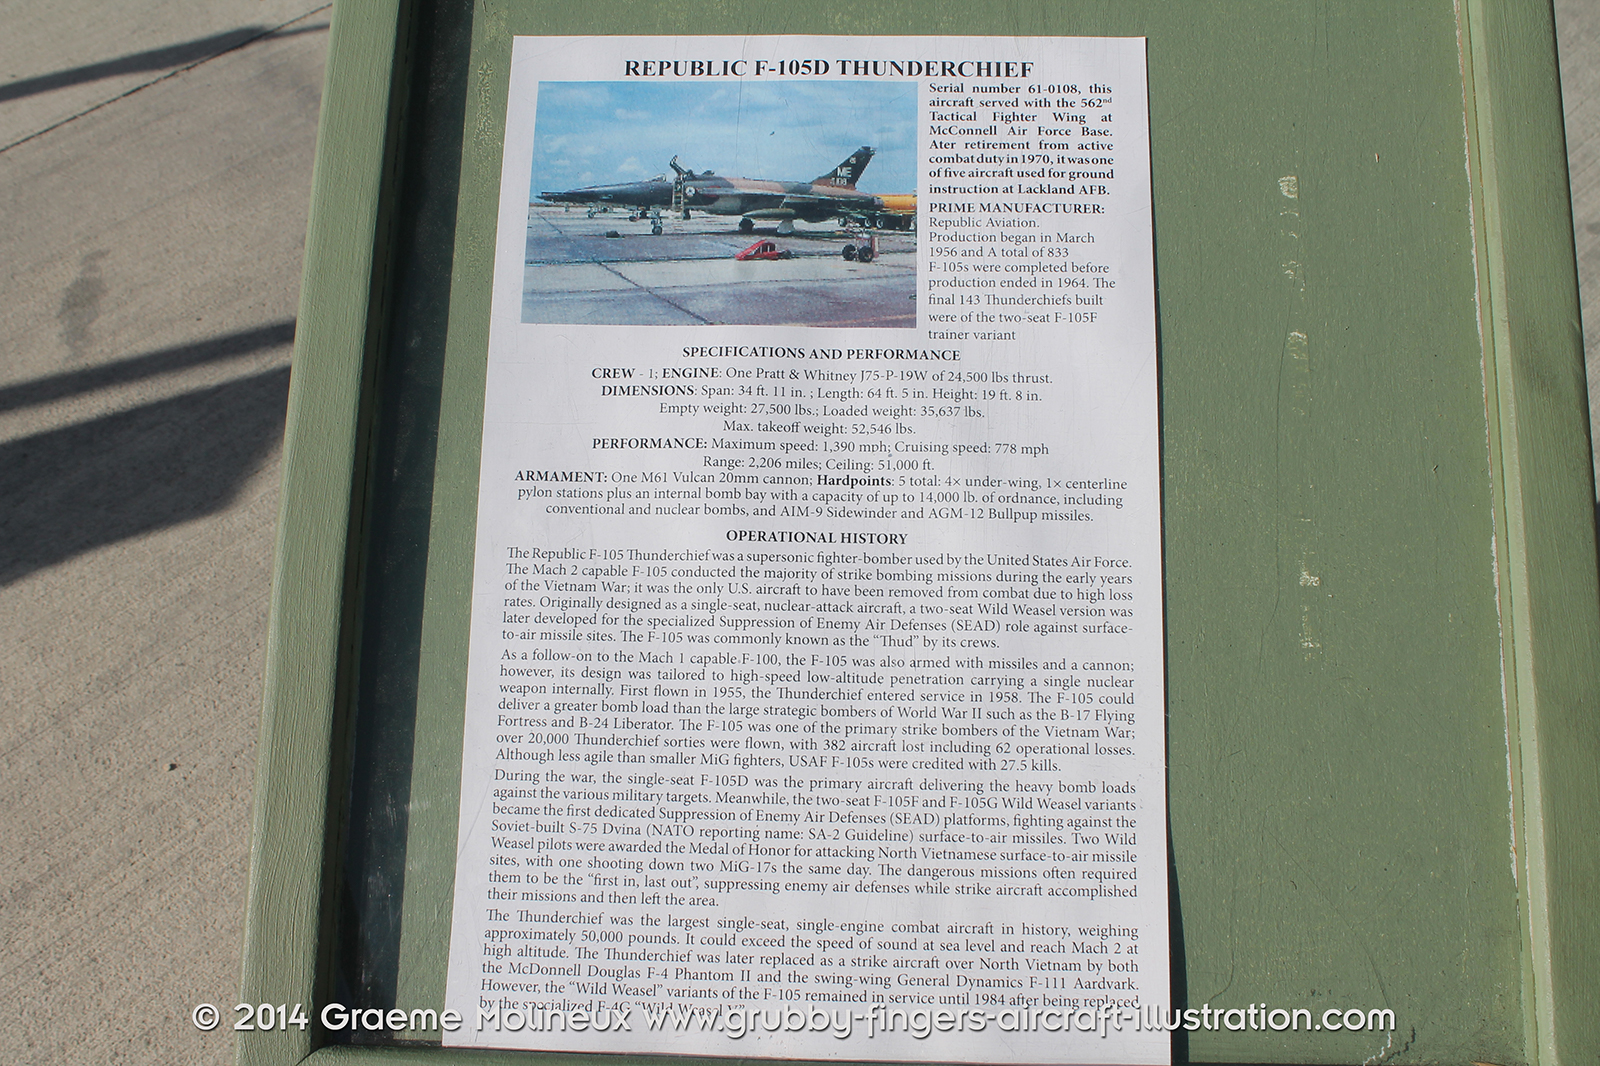 REPUBLIC F-105D THUNDERCHIEF
Serial number 61-0108, this
aircraft served with the 562nd
Tactical Fighter Wing at
McConnell Air Force Base.
Ater retirement from active
combat duty in 1970, it was one
of five aircraft used for ground
instruction at Lackland AFB.
PRIME MANUFACTURER:
Republic Aviation.
Production began in March
1956 and A total of 833
F-105s were completed before
production ended in 1964. The
final 143 Thunderchiefs built
were of the two-seat F-105F
trainer variant
ME
SPECIFICATIONS AND PERFORMANCE
CREW - 1; ENGINE: One Pratt & Whitney J75-P-19W of 24,500 lbs thrust.
DIMENSIONS: Span: 34 ft. 11 in. ; Length: 64 ft. 5 in. Height: 19 ft. 8 in.
Empty weight: 27,500 lbs.; Loaded weight: 35,637 lbs.
Max. takeoff weight: 52,546 lbs.
PERFORMANCE: Maximum speed: 1,390 mph; Cruising speed: 778 mph
Range: 2,206 miles; Ceiling: 51,000 ft.
ARMAMENT: One M61 Vulcan 20mm cannon; Hardpoints: 5 total: 4× under-wing, 1× centerline
pylon stations plus an internal bomb bay with a capacity of up to 14,000 lb. of ordnance, including
conventional and nuclear bombs, and AIM-9 Sidewinder and AGM-12 Bullpup missiles.
OPERATIONAL HISTORY
The Republic F-105 Thunderchief was a supersonic fighter-bomber used by the United States Air Force.
The Mach 2 capable F-105 conducted the majority of strike bombing missions during the early years
of the Vietnam War; it was the only U.S. aircraft to have been removed from combat due to high loss
rates. Originally designed as a single-seat, nuclear-attack aircraft, a two-seat Wild Weasel version was
later developed for the specialized Suppression of Enemy Air Defenses (SEAD) role against surface-
to-air missile sites. The F-105 was commonly known as the "Thud" by its crews.
As a follow-on to the Mach 1 capable F-100, the F-105 was also armed with missiles and a cannon;
however, its design was tailored to high-speed low-altitude penetration carrying a single nuclear
weapon internally. First flown in 1955, the Thunderchief entered service in 1958. The F-105 could
deliver a greater bomb load than the large strategic bombers of World War II such as the B-17 Flying
Fortress and B-24 Liberator. The F-105 was one of the primary strike bombers of the Vietnam War;
over 20,000 Thunderchief sorties were flown, with 382 aircraft lost including 62 operational losses.
Although less agile than smaller MiG fighters, USAF F-105s were credited with 27.5 kills.
During the war, the single-seat F-105D was the primary aircraft delivering the heavy bomb loads
against the various military targets. Meanwhile, the two-seat F-105F and F-105G Wild Weasel variants
became the first dedicated Suppression of Enemy Air Defenses (SEAD) platforms, fighting against the
Soviet-built S-75 Dvina (NATO reporting name: SA-2 Guideline) surface-to-air missiles. Two Wild
Weasel pilots were awarded the Medal of Honor for attacking North Vietnamese surface-to-air missile
sites, with one shooting down two MiG-17s the same day. The dangerous missions often required
them to be the "first in, last out", suppressing enemy air defenses while strike aircraft accomplished
their missions and then left the area.
The Thunderchief was the largest single-seat, single-engine combat aircraft in history, weighing
approximately 50,000 pounds. It could exceed the speed of sound at sea level and reach Mach 2 at
high altitude. The Thunderchief was later replaced as a strike aircraft over North Vietnam by both
the McDonnell Douglas F-4 Phantom II and the swing-wing General Dynamics F-111 Aardvark.
However, the "Wild Weasel" variants of the F-105 remained in service until 1984 after being replaced
by the specialized F-4G "Wild Weasel V".
© 2014 Graeme Molineux www.grubby-fingers-aircraft-illustration.com